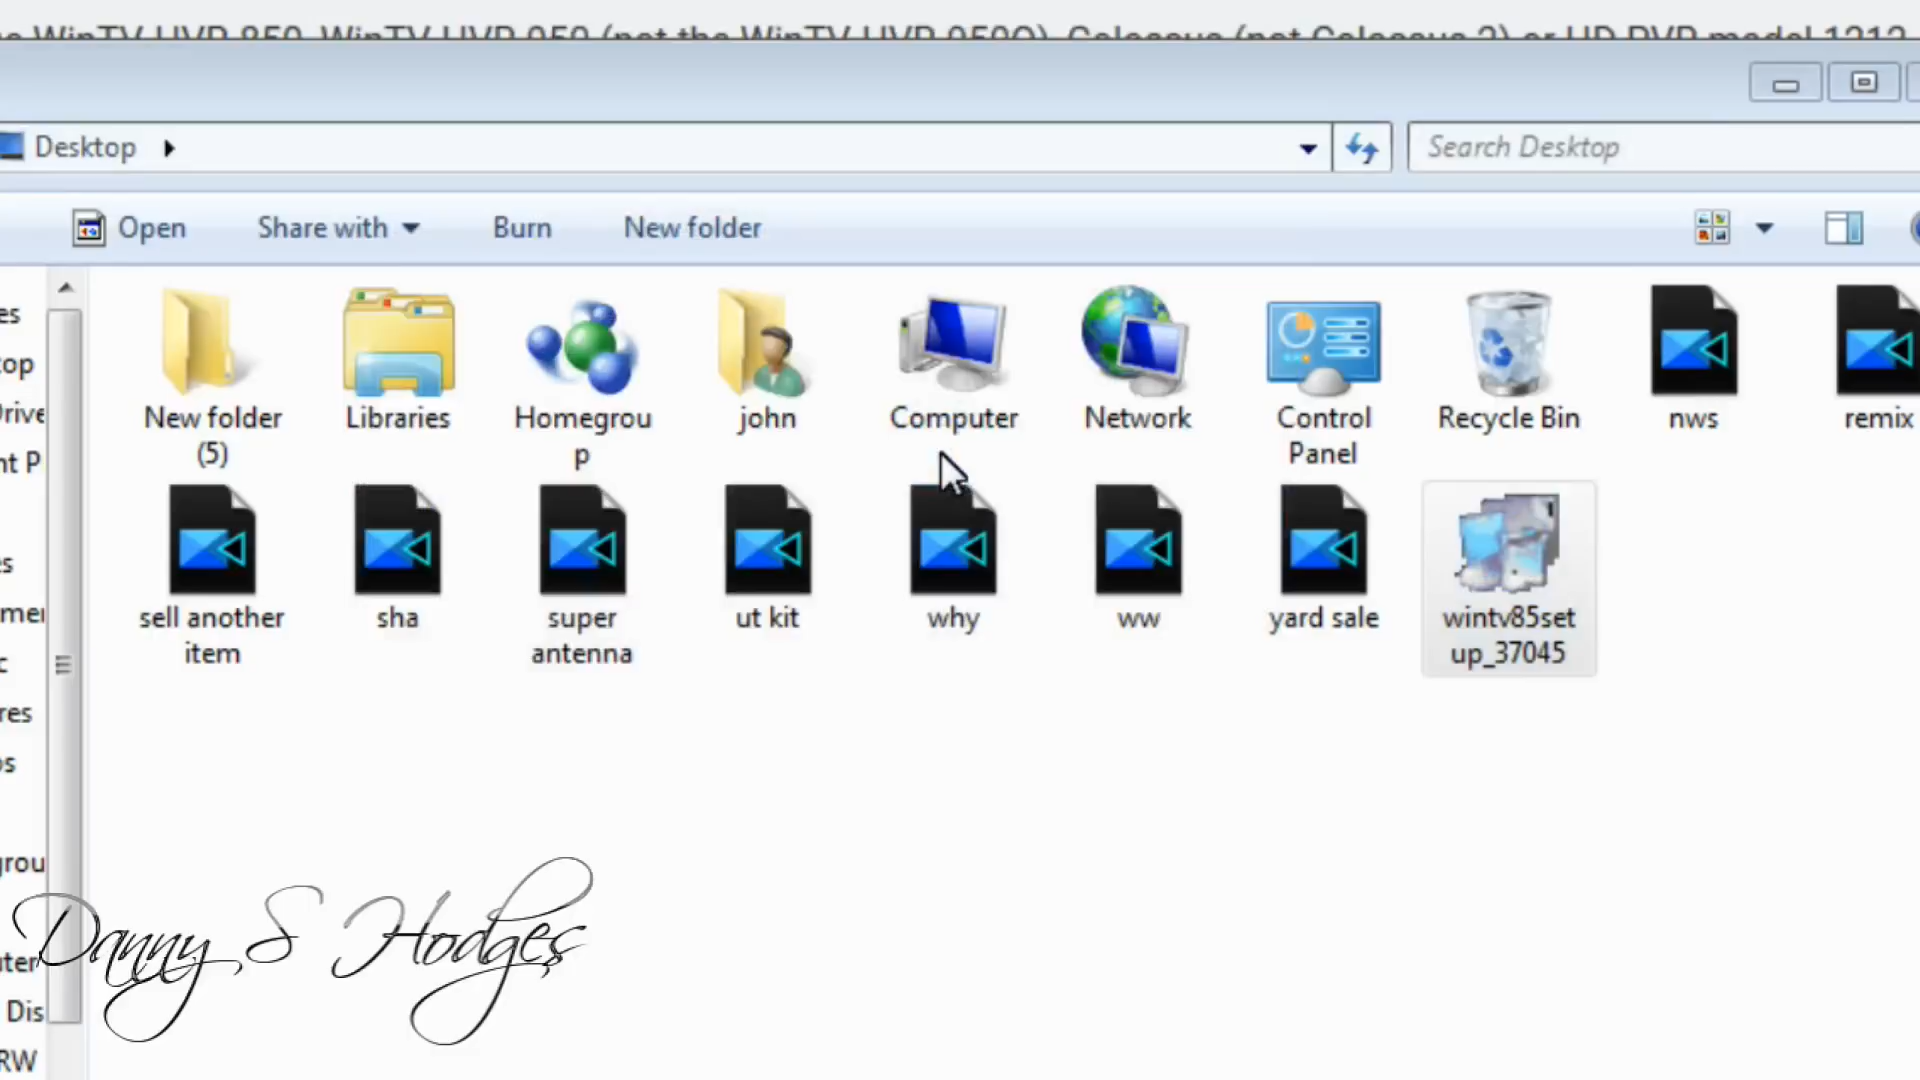 WinTV-HVR-850, WinTV-HVR-950 (not the WinTV-HVR-950Q), Colossus (not Colossus 2) or HD PVR model 1212
Desktop
Search Desktop
Open Share with Burn New folder
New folder (5)
Libraries
Homegroup
john
Computer
Network
Control Panel
Recycle Bin
nws
remix
sell another item
sha
super antenna
ut kit
why
ww
yard sale
wintv85setup_37045
Danny S Hodges